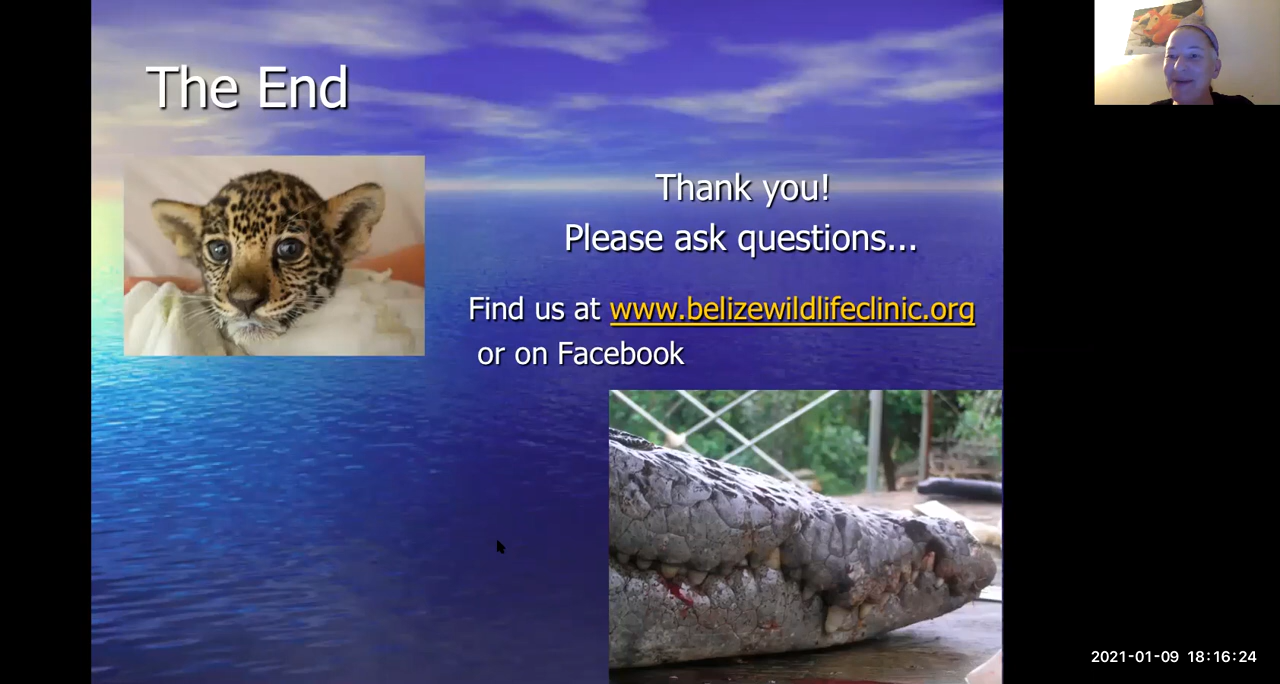 The End
Thank you!
Please ask questions...
Find us at www.belizewildlifeclinic.org
or on Facebook
2021-01-09 18:16:24